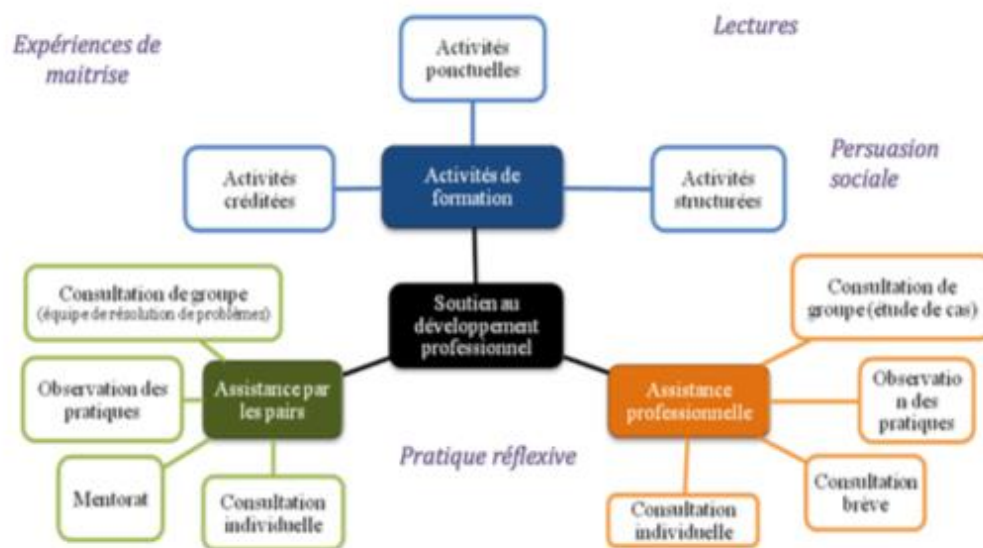 Expériences de
maitrise
Lectures
Activités
ponctuelles
Persuasion
sociale
Activités
créditées
Activités de
formation
Activités
structurées
Consultation de groupe
(équipe de résolution de problèmes)
Soutien au
développement
professionnel
Consultation de
groupe (étude de cas)
Observation des
pratiques
Assistance par
les pairs
Assistance
professionnelle
Observatio
n des
pratiques
Pratique réflexive
Mentorat
Consultation
individuelle
Consultation
individuelle
Consultation
brève